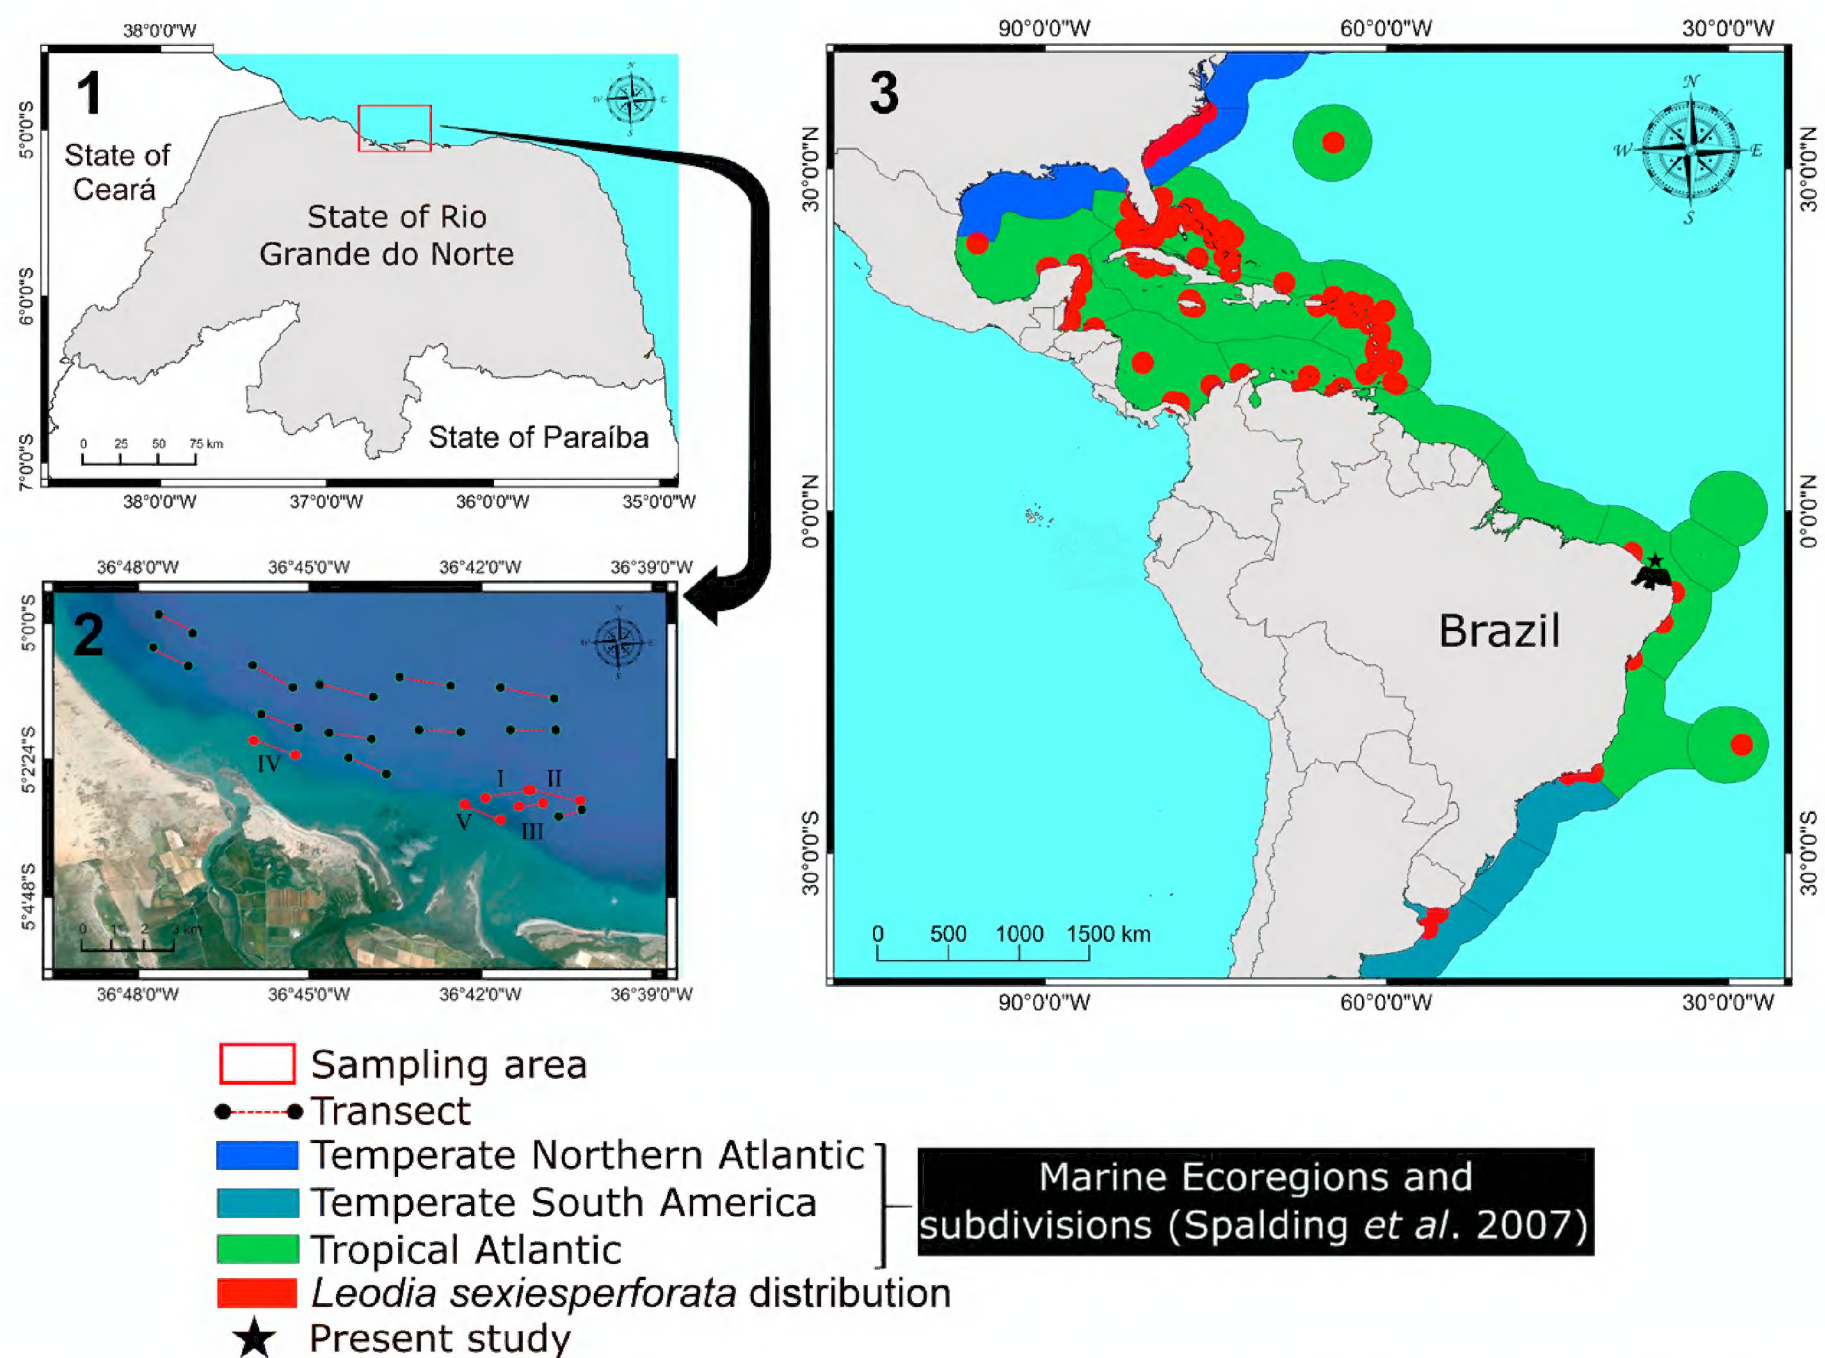 38°0'0"W
1
N
W
E
S
5°0'0"S
State of
Ceará
State of Rio
Grande do Norte
6°0'0"S
State of Paraíba
0 25 50 75 km
7°0'0"S
38°0'0"W 37°0'0"W 36°0'0"W 35°0'0"W
36°48'0"W 36°45'0"W 36°42'0"W 36°39'0"W
5°0'0"S
2
N
W
E
S
5°2'24"S
IV
I
II
V
III
5°4'48"S
0 1 2 3 km
36°48'0"W 36°45'0"W 36°42'0"W 36°39'0"W
90°0'0"W 60°0'0"W 30°0'0"W
3
N
W
E
S
30°0'0"N
30°0'0"N
0°0'0"N
0°0'0"N
Brazil
30°0'0"S
30°0'0"S
0 500 1000 1500 km
90°0'0"W 60°0'0"W 30°0'0"W
Sampling area
Transect
Temperate Northern Atlantic
Temperate South America
Tropical Atlantic
Leodia sexiesperforata distribution
Present study
Marine Ecoregions and
subdivisions (Spalding et al. 2007)